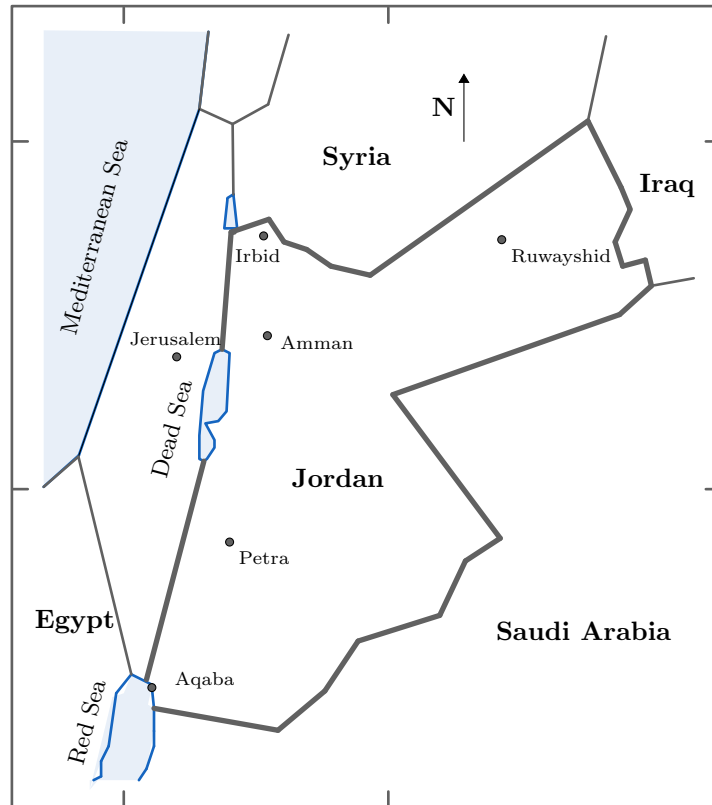 N
Syria
Iraq
Mediterranean Sea
Irbid
Ruwayshid
Jerusalem
Amman
Dead Sea
Jordan
Petra
Egypt
Saudi Arabia
Aqaba
Red Sea